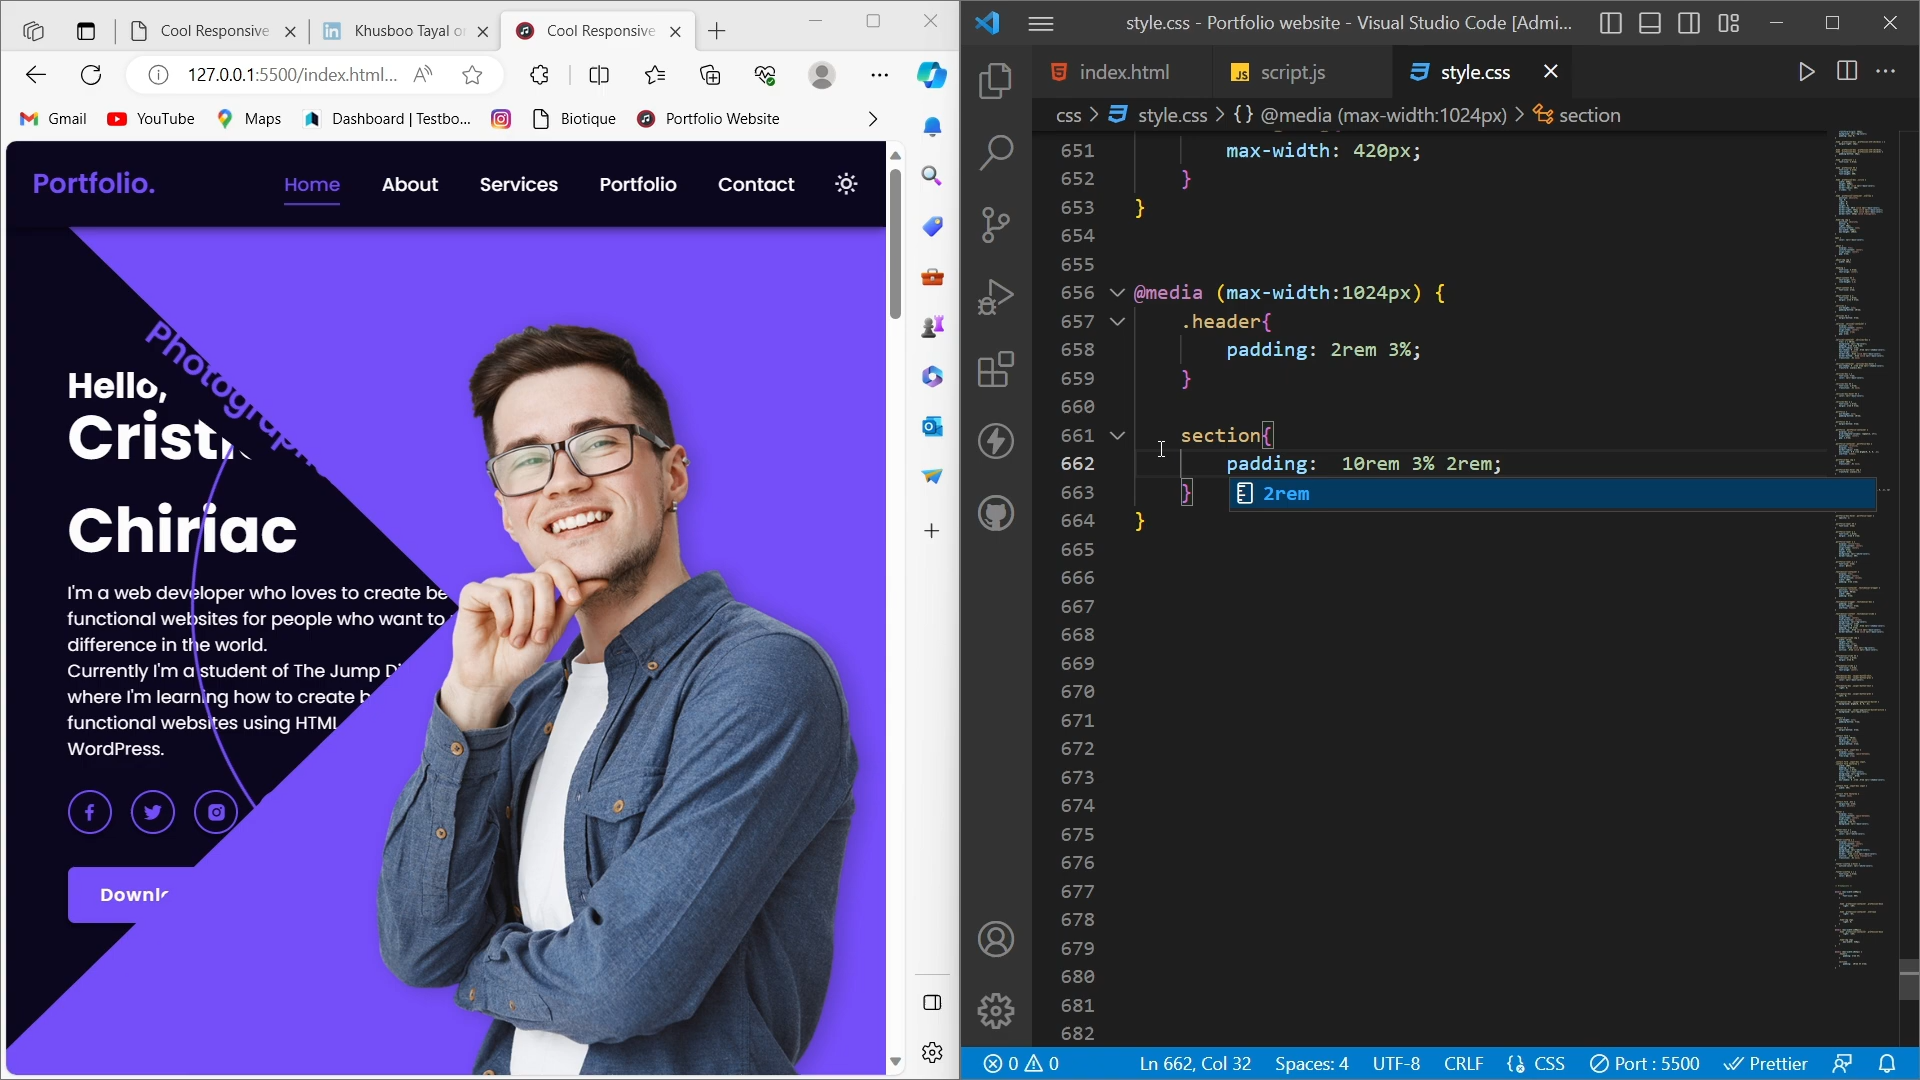 Cool Responsive
Khusboo Tayal o
Cool Responsive
127.0.0.1:5500/index.html...
Gmail
YouTube
Maps
Dashboard | Testbo...
Biotique
Portfolio Website
Portfolio.
Home
About
Services
Portfolio
Contact
Hello,
Photograph
Cristi
Chiriac
I'm a web developer who loves to create be
functional websites for people who want to
difference in the world.
Currently I'm a student of The Jump Di
where I'm learning how to create b
functional websites using HTML
WordPress.
Downl
style.css - Portfolio website - Visual Studio Code [Admi...
index.html
JS script.js
style.css
css > style.css > {} @media (max-width:1024px) > section
651 max-width: 420px;
652 }
653 }
654
655
656 @media (max-width:1024px) {
657 .header{
658 padding: 2rem 3%;
659 }
660
661 section{
662 padding:  10rem 3% 2rem;
663 }
2rem
664 }
665
666
667
668
669
670
671
672
673
674
675
676
677
678
679
680
681
682
0 0
Ln 662, Col 32
Spaces: 4
UTF-8
CRLF
{} CSS
Port : 5500
Prettier